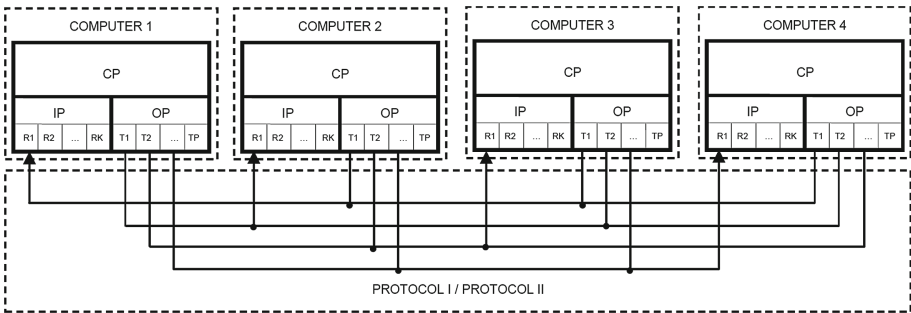 COMPUTER 1 COMPUTER 2 COMPUTER 3 COMPUTER 4
CP CP CP CP
IP OP IP OP IP OP IP OP
R1 R2 ... RK T1 T2 ... TP R1 R2 ... RK T1 T2 ... TP R1 R2 ... RK T1 T2 ... TP R1 R2 ... RK T1 T2 ... TP
PROTOCOL I / PROTOCOL II